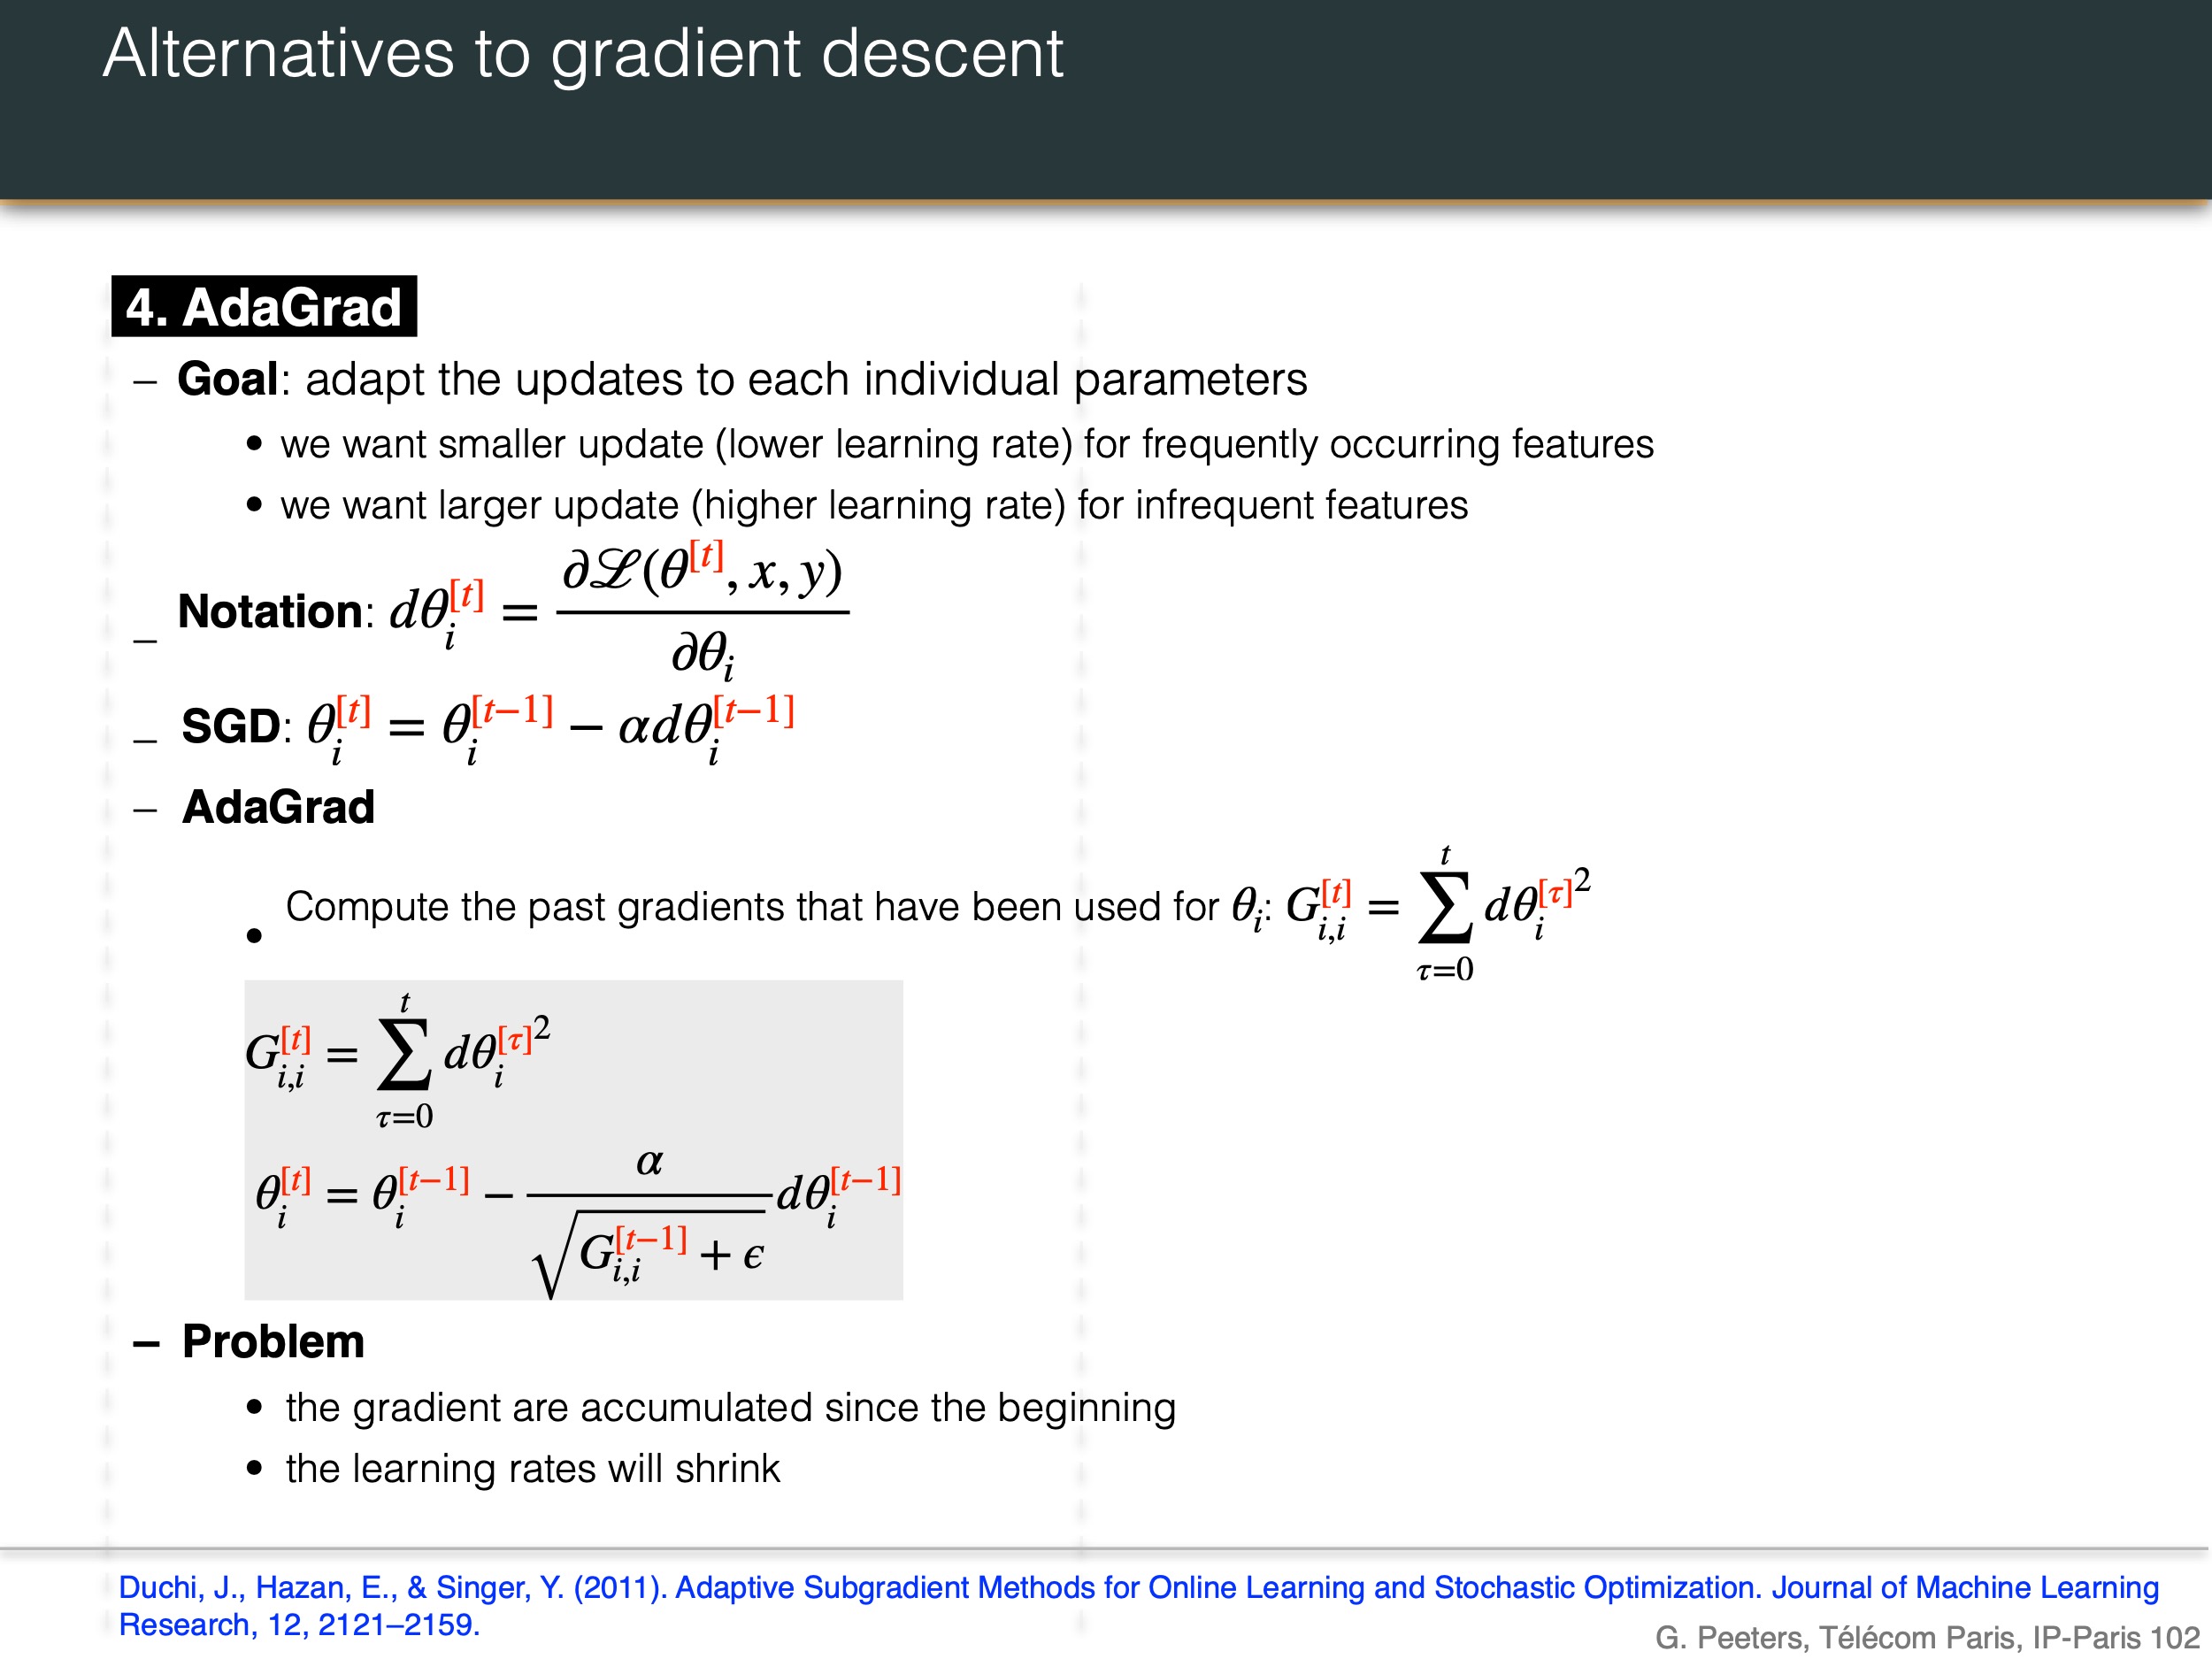 Alternatives to gradient descent
4. AdaGrad
– Goal: adapt the updates to each individual parameters
• we want smaller update (lower learning rate) for frequently occurring features
• we want larger update (higher learning rate) for infrequent features
– Notation: $d\theta_i^{[t]} = \frac{\partial \mathscr{L}(\theta^{[t]}, x, y)}{\partial \theta_i}$
– SGD: $\theta_i^{[t]} = \theta_i^{[t-1]} - \alpha d\theta_i^{[t-1]}$
– AdaGrad
• Compute the past gradients that have been used for $\theta_i$: $G_{i,i}^{[t]} = \sum_{\tau=0}^{t} d\theta_i^{[\tau]^2}$
$G_{i,i}^{[t]} = \sum_{\tau=0}^{t} d\theta_i^{[\tau]^2}$
$\theta_i^{[t]} = \theta_i^{[t-1]} - \frac{\alpha}{\sqrt{G_{i,i}^{[t-1]} + \epsilon}} d\theta_i^{[t-1]}$
– Problem
• the gradient are accumulated since the beginning
• the learning rates will shrink
Duchi, J., Hazan, E., & Singer, Y. (2011). Adaptive Subgradient Methods for Online Learning and Stochastic Optimization. Journal of Machine Learning
Research, 12, 2121–2159.
G. Peeters, Télécom Paris, IP-Paris 102